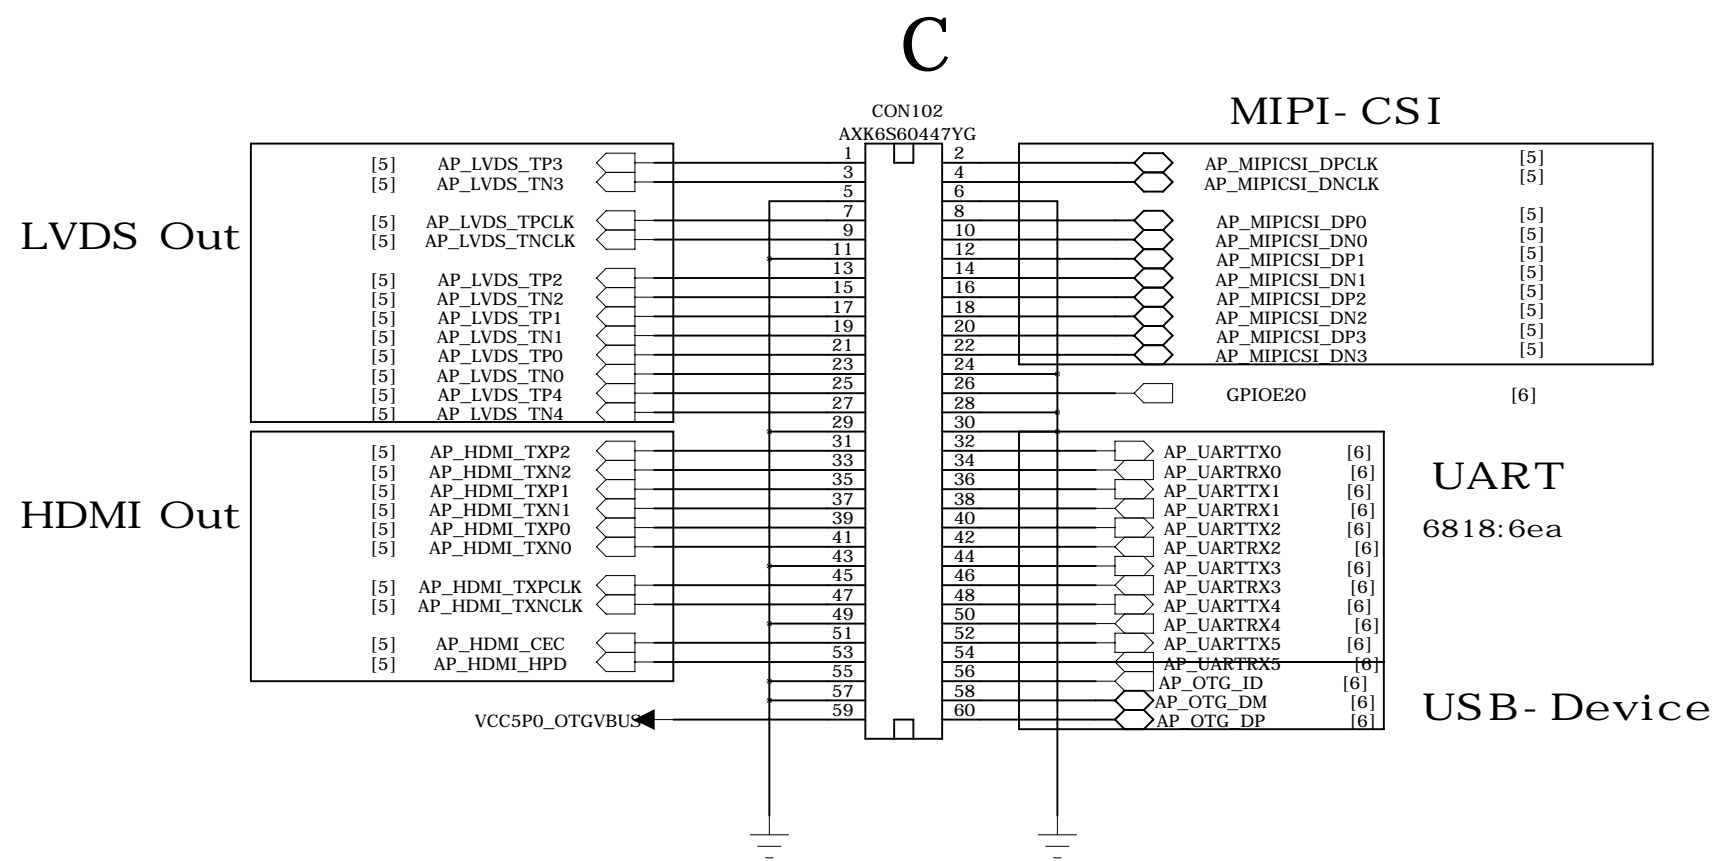 C
CON102
AXK6S60447YG
MIPI-CSI
LVDS Out
[5] AP_LVDS_TP3
[5] AP_LVDS_TN3
[5] AP_LVDS_TPCLK
[5] AP_LVDS_TNCLK
[5] AP_LVDS_TP2
[5] AP_LVDS_TN2
[5] AP_LVDS_TP1
[5] AP_LVDS_TN1
[5] AP_LVDS_TP0
[5] AP_LVDS_TN0
[5] AP_LVDS_TP4
[5] AP_LVDS_TN4
HDMI Out
[5] AP_HDMI_TXP2
[5] AP_HDMI_TXN2
[5] AP_HDMI_TXP1
[5] AP_HDMI_TXN1
[5] AP_HDMI_TXP0
[5] AP_HDMI_TXN0
[5] AP_HDMI_TXPCLK
[5] AP_HDMI_TXNCLK
[5] AP_HDMI_CEC
[5] AP_HDMI_HPD
VCC5P0_OTGVBUS
1 2
3 4
5 6
7 8
9 10
11 12
13 14
15 16
17 18
19 20
21 22
23 24
25 26
27 28
29 30
31 32
33 34
35 36
37 38
39 40
41 42
43 44
45 46
47 48
49 50
51 52
53 54
55 56
57 58
59 60
AP_MIPICSI_DPCLK [5]
AP_MIPICSI_DNCLK [5]
AP_MIPICSI_DP0 [5]
AP_MIPICSI_DN0 [5]
AP_MIPICSI_DP1 [5]
AP_MIPICSI_DN1 [5]
AP_MIPICSI_DP2 [5]
AP_MIPICSI_DN2 [5]
AP_MIPICSI_DP3 [5]
AP_MIPICSI_DN3 [5]
GPIOE20 [6]
AP_UARTTX0 [6]
AP_UARTRX0 [6]
AP_UARTTX1 [6]
AP_UARTRX1 [6]
AP_UARTTX2 [6]
AP_UARTRX2 [6]
AP_UARTTX3 [6]
AP_UARTRX3 [6]
AP_UARTTX4 [6]
AP_UARTRX4 [6]
AP_UARTTX5 [6]
AP_UARTRX5 [6]
AP_OTG_ID [6]
AP_OTG_DM [6]
AP_OTG_DP [6]
UART
6818:6ea
USB-Device